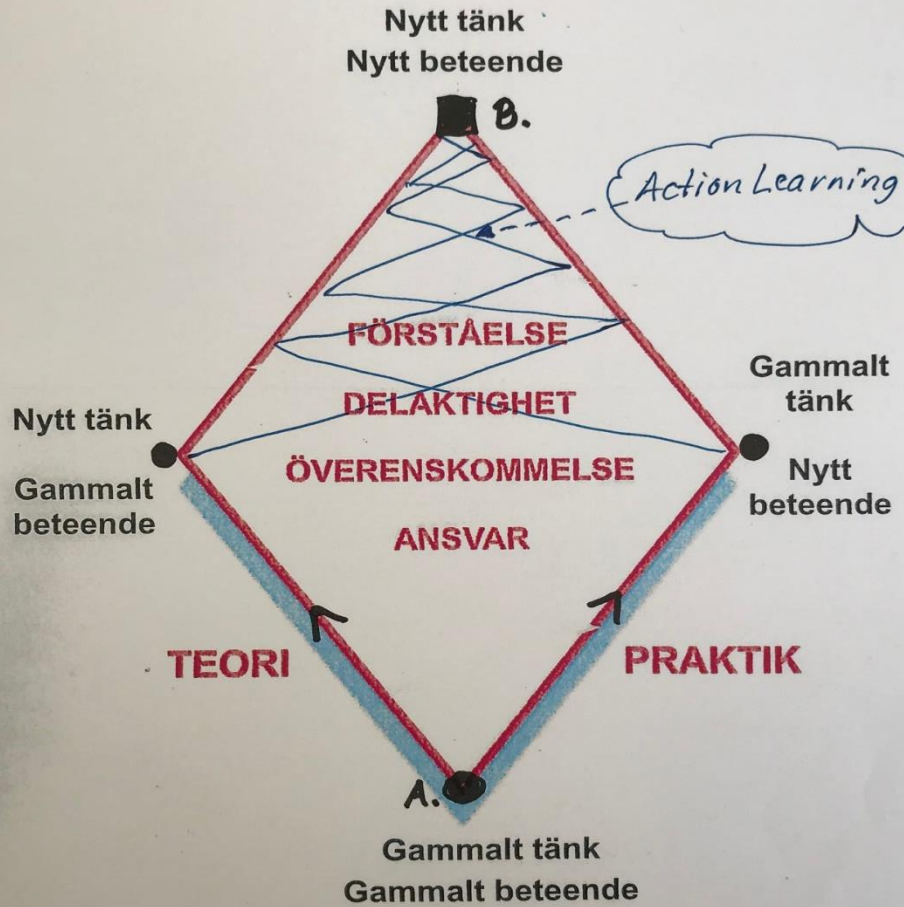 Nytt tänk
Nytt beteende
B.
Action Learning
FÖRSTÅELSE
Gammalt
tänk
DELAKTIGHET
Nytt tänk
ÖVERENSKOMMELSE
Nytt
beteende
Gammalt
beteende
ANSVAR
TEORI
PRAKTIK
A.
Gammalt tänk
Gammalt beteende